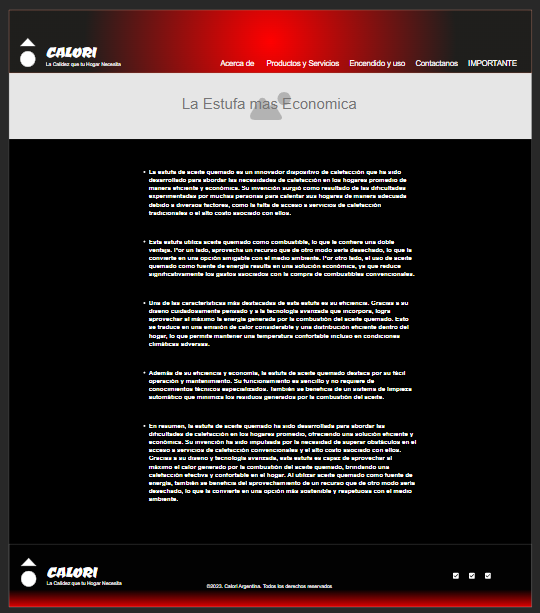 CALORI
La Calidez que tu Hogar Necesita
Acerca de Productos y Servicios Encendido y uso Contactanos IMPORTANTE
La Estufa mas Economica
• La estufa de aceite quemado es un innovador dispositivo de calefacción que ha sido
desarrollado para abordar las necesidades de calefacción en los hogares promedio de
manera eficiente y económica. Su invención surgió como resultado de las dificultades
experimentadas por muchas personas para calentar sus hogares de manera adecuada
debido a diversos factores, como la falta de acceso a servicios de calefacción
tradicionales o el alto costo asociado con ellos.
• Esta estufa utiliza aceite quemado como combustible, lo que le confiere una doble
ventaja. Por un lado, aprovecha un recurso que de otro modo sería desechado, lo que la
convierte en una opción amigable con el medio ambiente. Por otro lado, el uso de aceite
quemado como fuente de energía resulta en una solución económica, ya que reduce
significativamente los gastos asociados con la compra de combustibles convencionales.
• Una de las características más destacadas de esta estufa es su eficiencia. Gracias a su
diseño cuidadosamente pensado y a la tecnología avanzada que incorpora, logra
aprovechar al máximo la energía generada por la combustión del aceite quemado. Esto
se traduce en una emisión de calor considerable y una distribución eficiente dentro del
hogar, lo que permite mantener una temperatura confortable incluso en condiciones
climáticas adversas.
• Además de su eficiencia y economía, la estufa de aceite quemado destaca por su fácil
operación y mantenimiento. Su funcionamiento es sencillo y no requiere de
conocimientos técnicos especializados. También se beneficia de un sistema de limpieza
automático que minimiza los residuos generados por la combustión del aceite.
• En resumen, la estufa de aceite quemado ha sido desarrollada para abordar las
dificultades de calefacción en los hogares promedio, ofreciendo una solución eficiente y
económica. Su invención ha sido impulsada por la necesidad de superar obstáculos en el
acceso a servicios de calefacción convencionales y el alto costo asociado con ellos.
Gracias a su diseño y tecnología avanzada, esta estufa es capaz de aprovechar al
máximo el calor generado por la combustión del aceite quemado, brindando una
calefacción efectiva y confortable en el hogar. Al utilizar aceite quemado como fuente de
energía, también se beneficia del aprovechamiento de un recurso que de otro modo sería
desechado, lo que la convierte en una opción más sostenible y respetuosa con el medio
ambiente.
CALORI
La Calidez que tu Hogar Necesita
©2023. Calori Argentina. Todos los derechos reservados